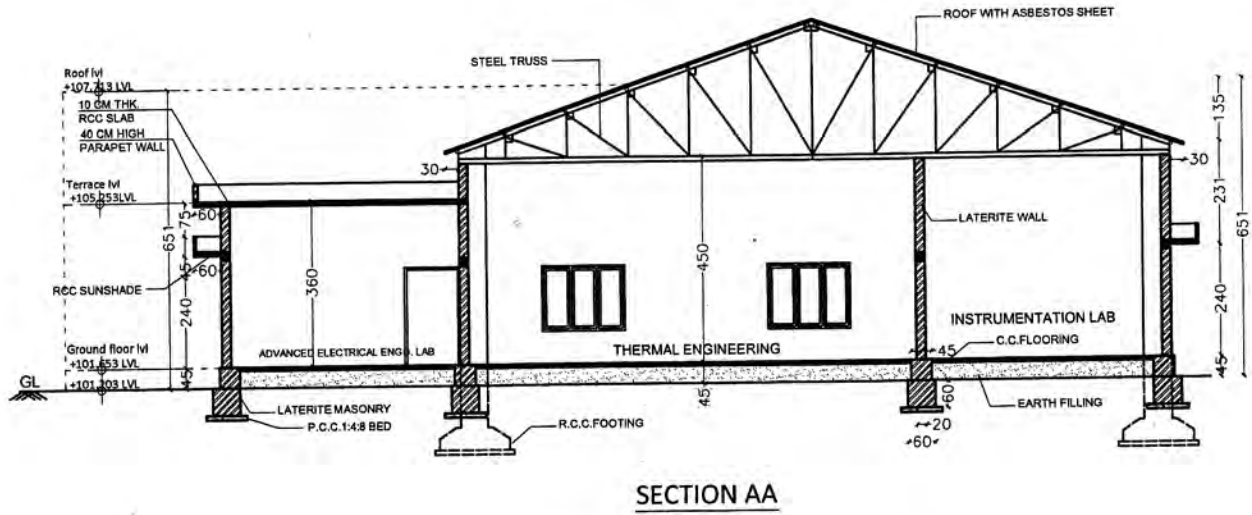 ROOF WITH ASBESTOS SHEET
STEEL TRUSS
Roof lvl
+107.713 LVL
10 CM THK
RCC SLAB
40 CM HIGH
PARAPET WALL
135
30
30
Terrace lvl
+105.253LVL
60
75
651
231
651
LATERITE WALL
450
360
45
60
RCC SUNSHADE
240
240
INSTRUMENTATION LAB
Ground floor lvl
+101.653 LVL
ADVANCED ELECTRICAL ENGG. LAB
THERMAL ENGINEERING
45
C.C.FLOORING
GL
+101.203 LVL
45
45
45
60
EARTH FILLING
LATERITE MASONRY
P.C.C.1:4:8 BED
R.C.C.FOOTING
20
60
SECTION AA